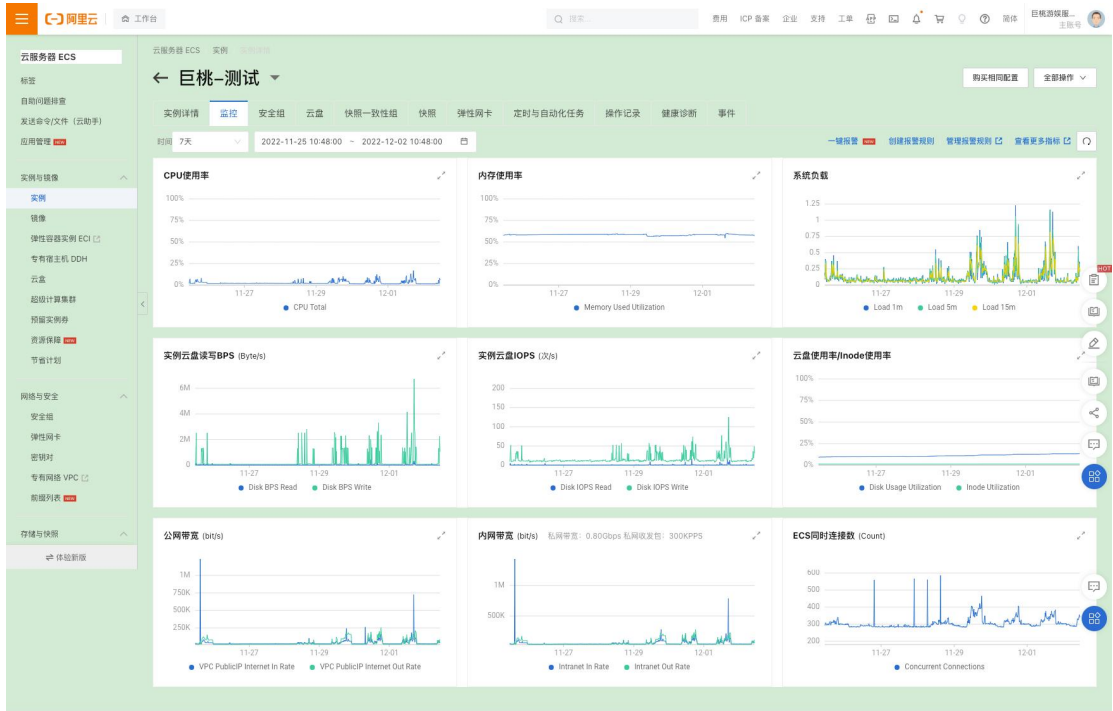 阿里云 工作台 搜索... 费用 ICP 备案 企业 支持 工单 简体 巨桃游娱服...
主账号
云服务器 ECS
标签
自助问题排查
发送命令/文件（云助手）
应用管理 NEW
实例与镜像
实例
镜像
弹性容器实例 ECI
专有宿主机 DDH
云盒
超级计算集群
预留实例券
资源保障 NEW
节省计划
网络与安全
安全组
弹性网卡
密钥对
专有网络 VPC
前缀列表 NEW
存储与快照
体验新版
云服务器 ECS 实例 实例详情
← 巨桃-测试
购买相同配置 全部操作
实例详情 监控 安全组 云盘 快照一致性组 快照 弹性网卡 定时与自动化任务 操作记录 健康诊断 事件
时间 7天 2022-11-25 10:48:00 ~ 2022-12-02 10:48:00
一键报警 NEW 创建报警规则 管理报警规则 查看更多指标
HOT
CPU使用率
100%
75%
50%
25%
0%
11-27 11-29 12-01
CPU Total
内存使用率
100%
75%
50%
25%
0%
11-27 11-29 12-01
Memory Used Utilization
系统负载
1.25
1
0.75
0.5
0.25
0
11-27 11-29 12-01
Load 1m Load 5m Load 15m
实例云盘读写BPS (Byte/s)
6M
4M
2M
0
11-27 11-29 12-01
Disk BPS Read Disk BPS Write
实例云盘IOPS (次/s)
200
150
100
50
0
11-27 11-29 12-01
Disk IOPS Read Disk IOPS Write
云盘使用率/Inode使用率
100%
75%
50%
25%
0%
11-27 11-29 12-01
Disk Usage Utilization Inode Utilization
公网带宽 (bit/s)
1M
750K
500K
250K
11-27 11-29 12-01
VPC PublicIP Internet In Rate VPC PublicIP Internet Out Rate
内网带宽 (bit/s) 私网带宽：0.80Gbps 私网收发包：300KPPS
1M
500K
11-27 11-29 12-01
Intranet In Rate Intranet Out Rate
ECS同时连接数 (Count)
600
500
400
300
200
11-27 11-29 12-01
Concurrent Connections